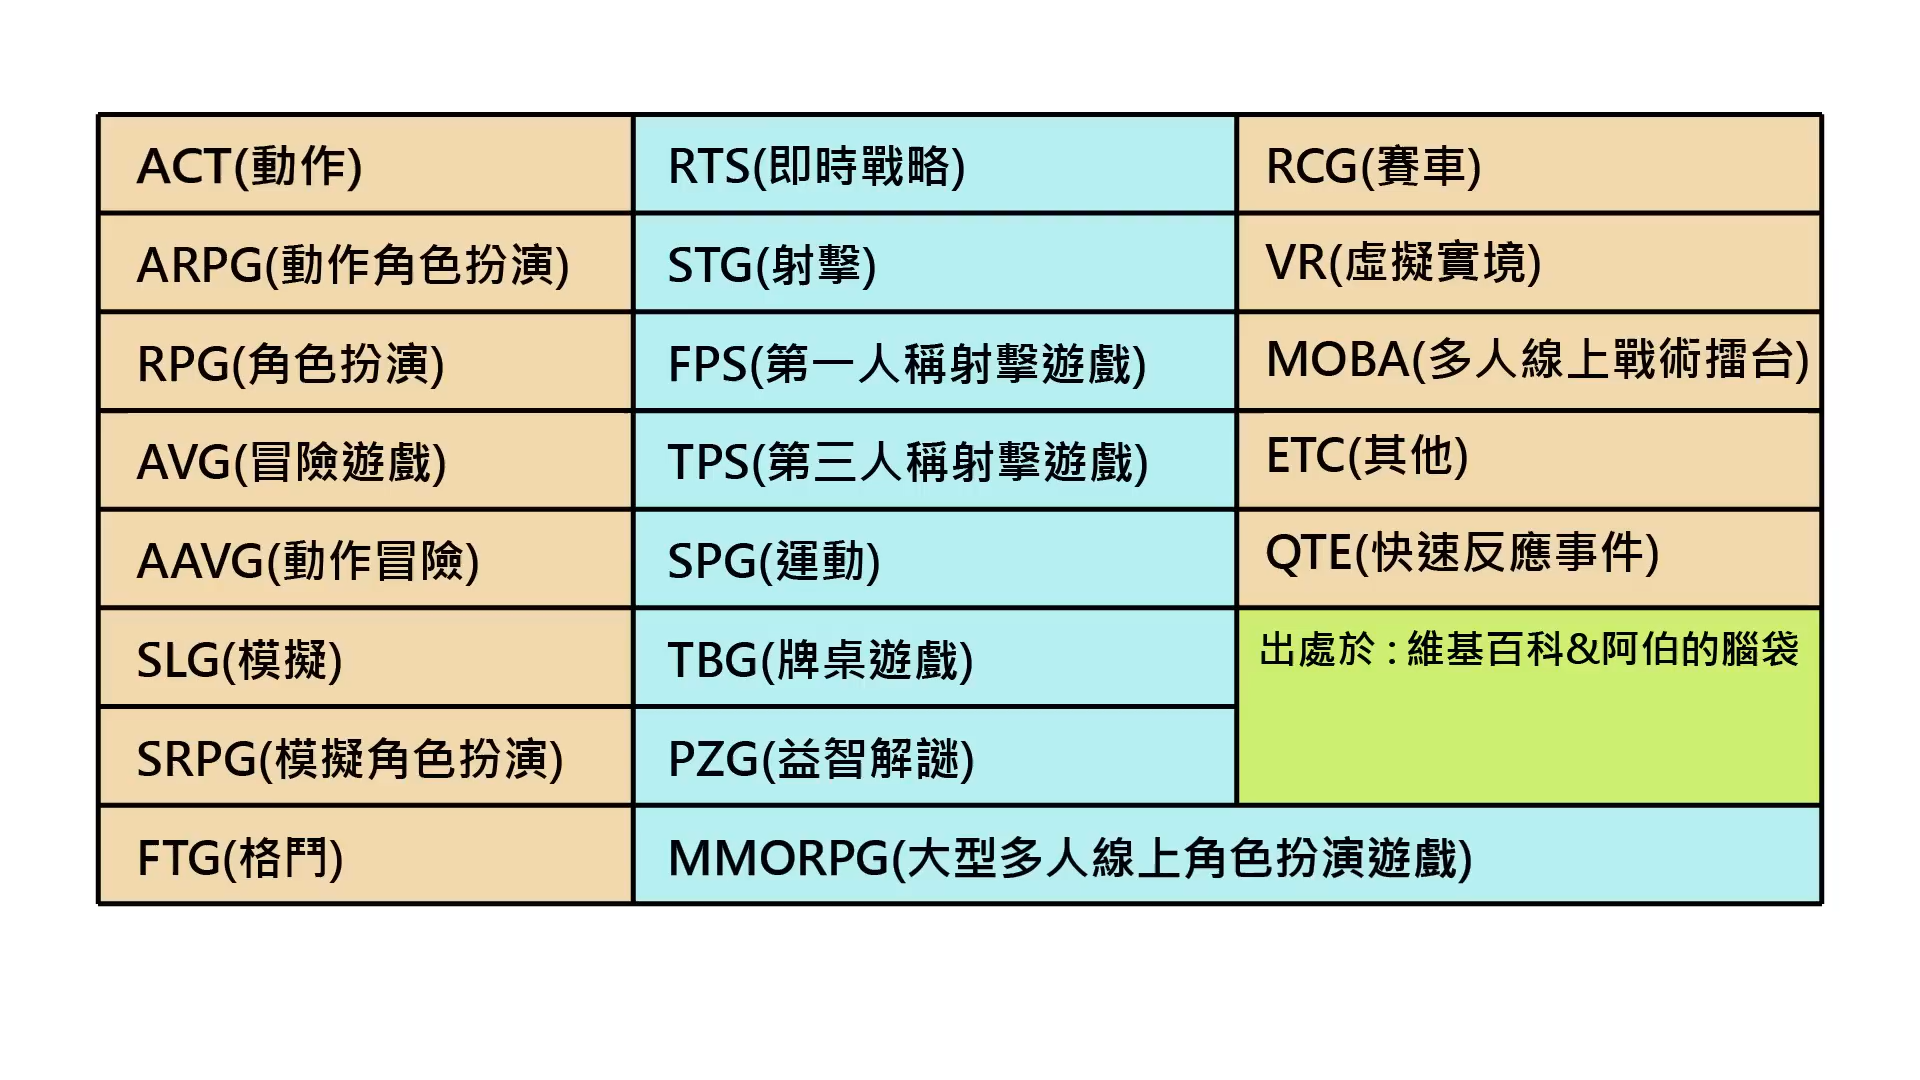 ACT(動作)
RTS(即時戰略)
RCG(賽車)
ARPG(動作角色扮演)
STG(射擊)
VR(虛擬實境)
RPG(角色扮演)
FPS(第一人稱射擊遊戲)
MOBA(多人線上戰術擂台)
AVG(冒險遊戲)
TPS(第三人稱射擊遊戲)
ETC(其他)
AAVG(動作冒險)
SPG(運動)
QTE(快速反應事件)
SLG(模擬)
TBG(牌桌遊戲)
出處於 : 維基百科&阿伯的腦袋
SRPG(模擬角色扮演)
PZG(益智解謎)
FTG(格鬥)
MMORPG(大型多人線上角色扮演遊戲)